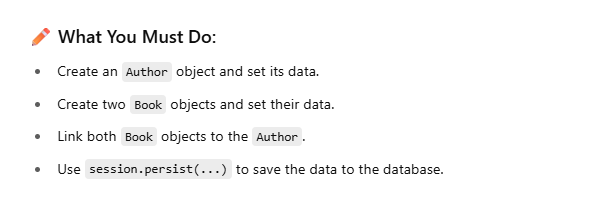 What You Must Do:
Create an Author object and set its data.
Create two Book objects and set their data.
Link both Book objects to the Author.
Use session.persist(...) to save the data to the database.